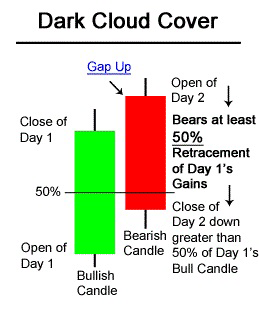 Dark Cloud Cover
Gap Up
Open of
Day 2
Bears at least
50%
Retracement
of Day 1's
Gains
Close of
Day 1
50%
Close of
Day 2 down
greater than
50% of Day 1's
Bull Candle
Open of
Day 1
Bearish
Candle
Bullish
Candle